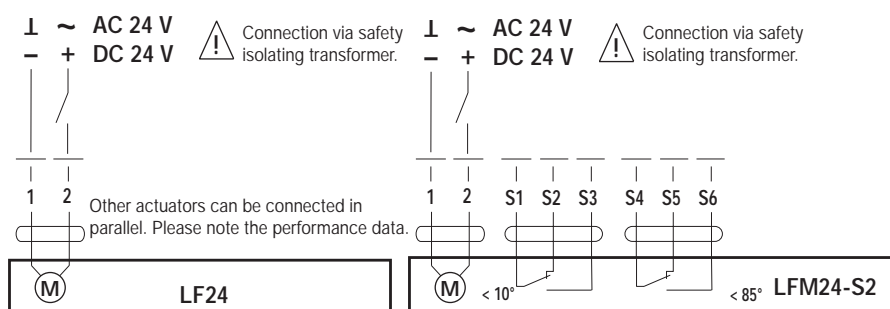 ⊥ ~ AC 24 V
− + DC 24 V
! Connection via safety
isolating transformer.
1 2
Other actuators can be connected in
parallel. Please note the performance data.
M
LF24
⊥ ~ AC 24 V
− + DC 24 V
! Connection via safety
isolating transformer.
1 2 S1 S2 S3 S4 S5 S6
M < 10° < 85° LFM24-S2